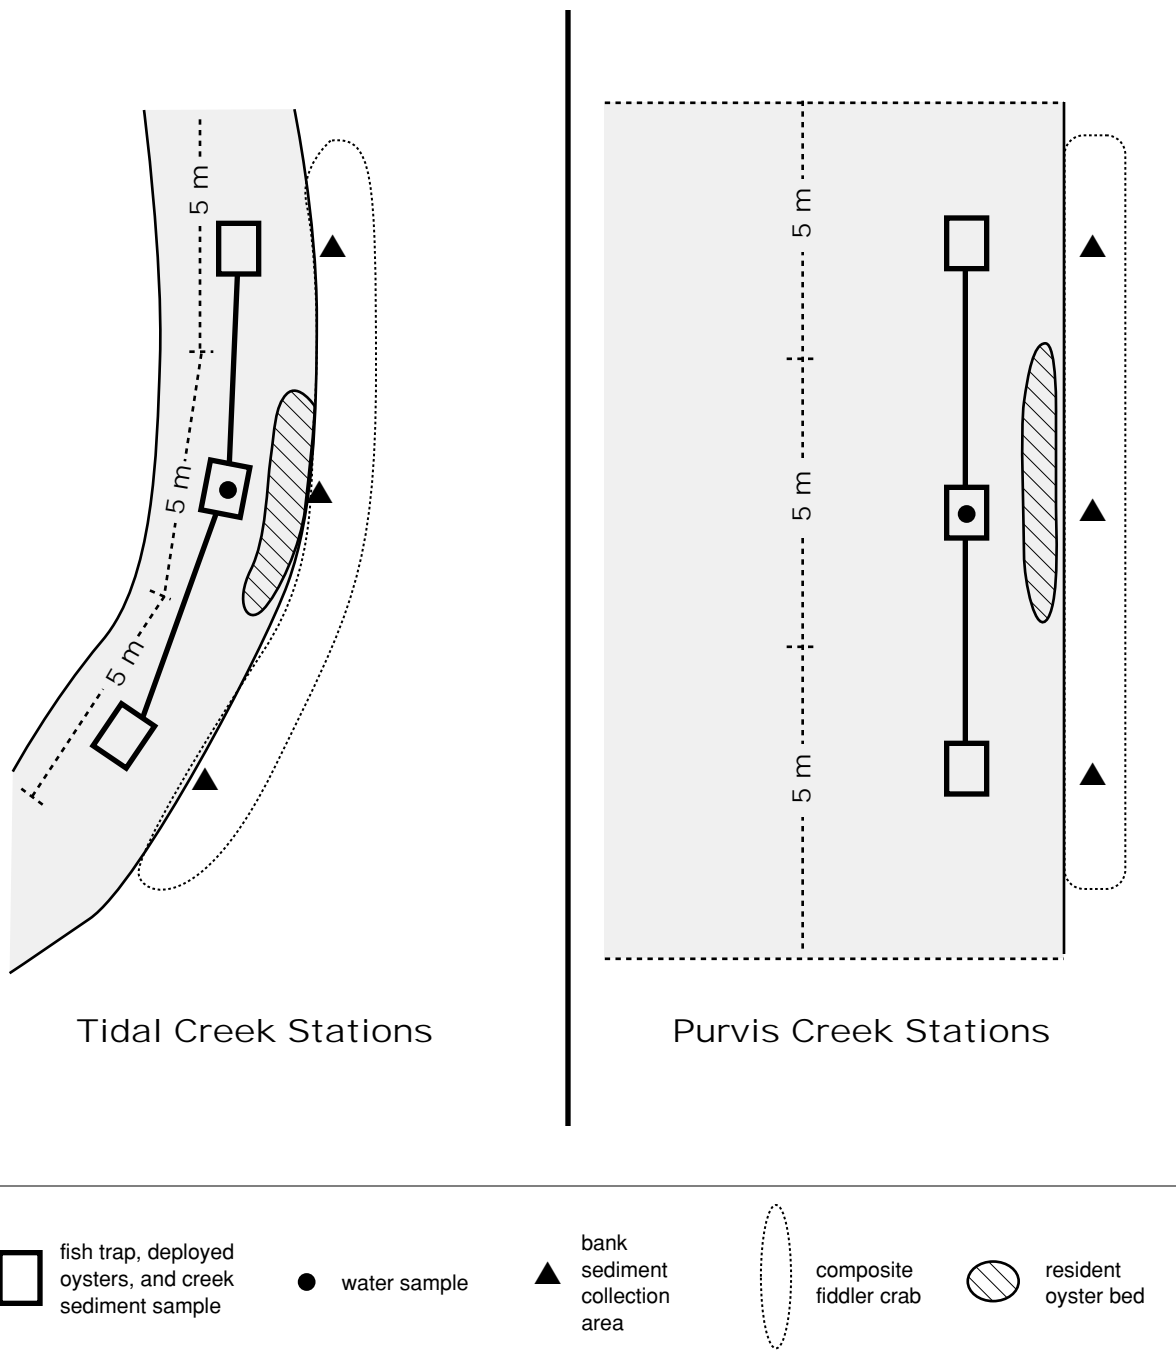 5 m
5 m
5 m
5 m
5 m
5 m
Tidal Creek Stations
Purvis Creek Stations
fish trap, deployed
oysters, and creek
sediment sample
water sample
bank
sediment
collection
area
composite
fiddler crab
resident
oyster bed